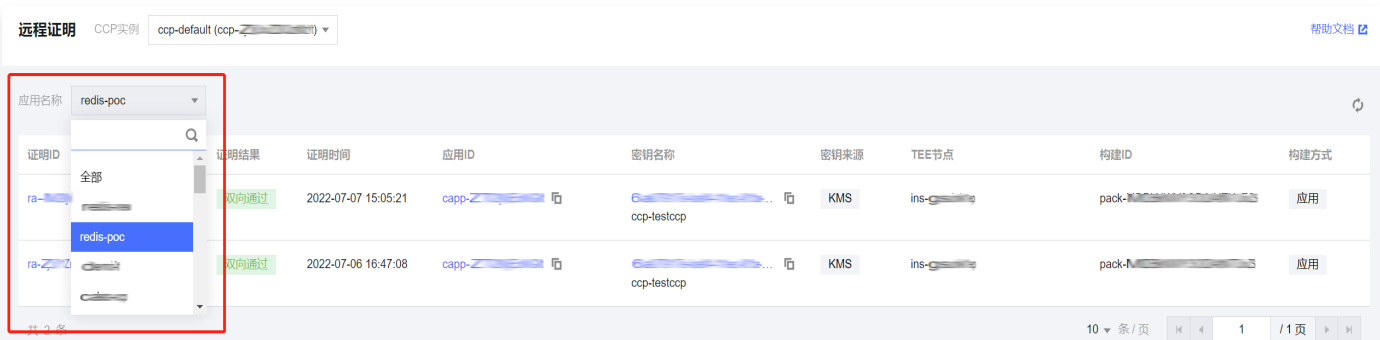 远程证明 CCP实例 ccp-default (ccp-
帮助文档
应用名称 redis-poc
证明ID 证明结果 证明时间 应用ID 密钥名称 密钥来源 TEE节点 构建ID 构建方式
全部
ra- 双向通过 2022-07-07 15:05:21 capp- KMS ins- pack- 应用
ccp-testccp
redis-poc
ra- 双向通过 2022-07-06 16:47:08 capp- KMS ins- pack- 应用
ccp-testccp
共 2 条 10 条 / 页 1 / 1 页